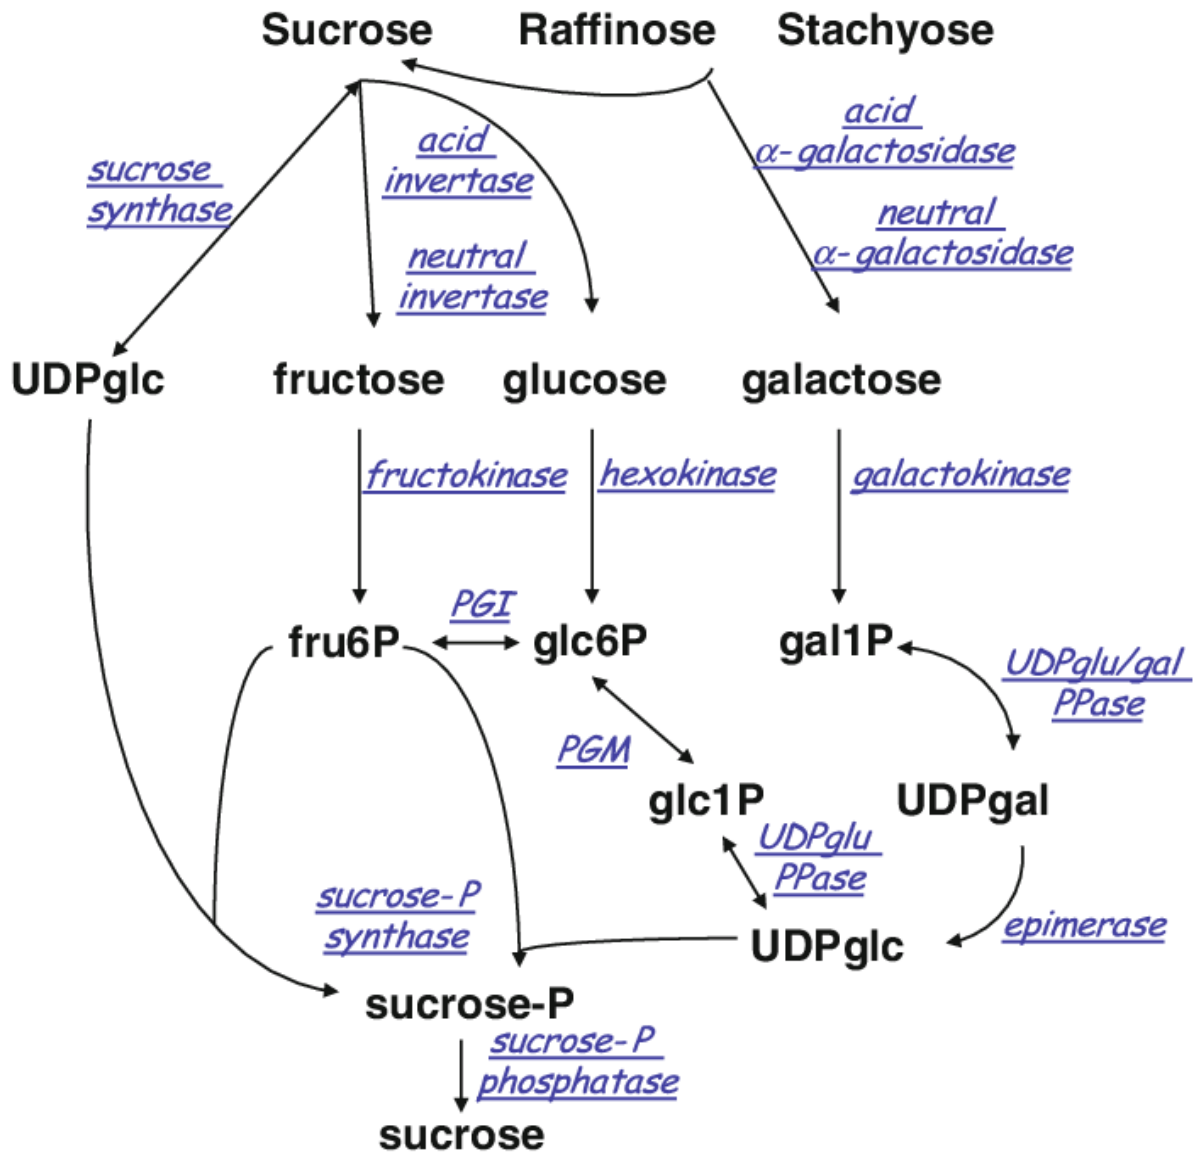 Sucrose Raffinose Stachyose
acid
α-galactosidase
acid
invertase
sucrose
synthase
neutral
α-galactosidase
neutral
invertase
UDPglc fructose glucose galactose
fructokinase hexokinase galactokinase
PGI
fru6P glc6P gal1P
UDPglu/gal
PPase
PGM
glc1P UDPgal
UDPglu
PPase
sucrose-P
synthase
epimerase
UDPglc
sucrose-P
sucrose-P
phosphatase
sucrose